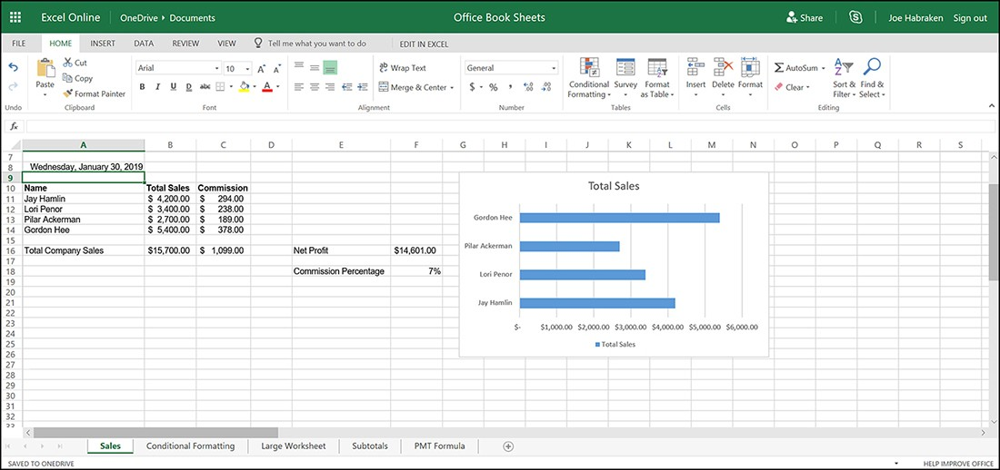 Excel Online OneDrive Documents Office Book Sheets Share Joe Habraken Sign out
FILE HOME INSERT DATA REVIEW VIEW Tell me what you want to do EDIT IN EXCEL
Paste Cut Copy Format Painter
Arial 10 A A
B I U D abc A
Wrap Text
Merge & Center
General
$ % , .00 .00
Conditional Formatting Survey Format as Table
Insert Delete Format
AutoSum
Clear
Sort & Filter Find & Select
Undo Clipboard Font Alignment Number Tables Cells Editing
fx
A B C D E F G H I J K L M N O P Q R S
7
8 Wednesday, January 30, 2019
9
10 Name Total Sales Commission
11 Jay Hamlin $ 4,200.00 $ 294.00
12 Lori Penor $ 3,400.00 $ 238.00
13 Pilar Ackerman $ 2,700.00 $ 189.00
14 Gordon Hee $ 5,400.00 $ 378.00
15
16 Total Company Sales $15,700.00 $ 1,099.00 Net Profit $14,601.00
17
18 Commission Percentage 7%
19
20
21
22
23
24
25
26
27
28
29
30
31
32
33
Total Sales
Gordon Hee
Pilar Ackerman
Lori Penor
Jay Hamlin
$- $1,000.00 $2,000.00 $3,000.00 $4,000.00 $5,000.00 $6,000.00
Total Sales
Sales Conditional Formatting Large Worksheet Subtotals PMT Formula
SAVED TO ONEDRIVE HELP IMPROVE OFFICE